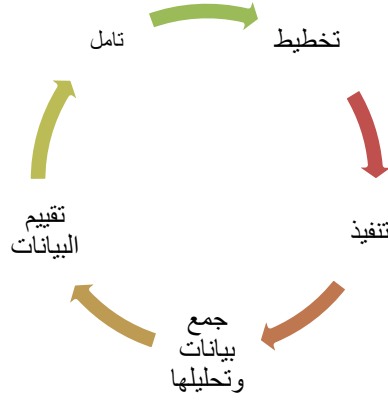 تخطيط
تنفيذ
جمع
بيانات
وتحليلها
تقييم
البيانات
تامل